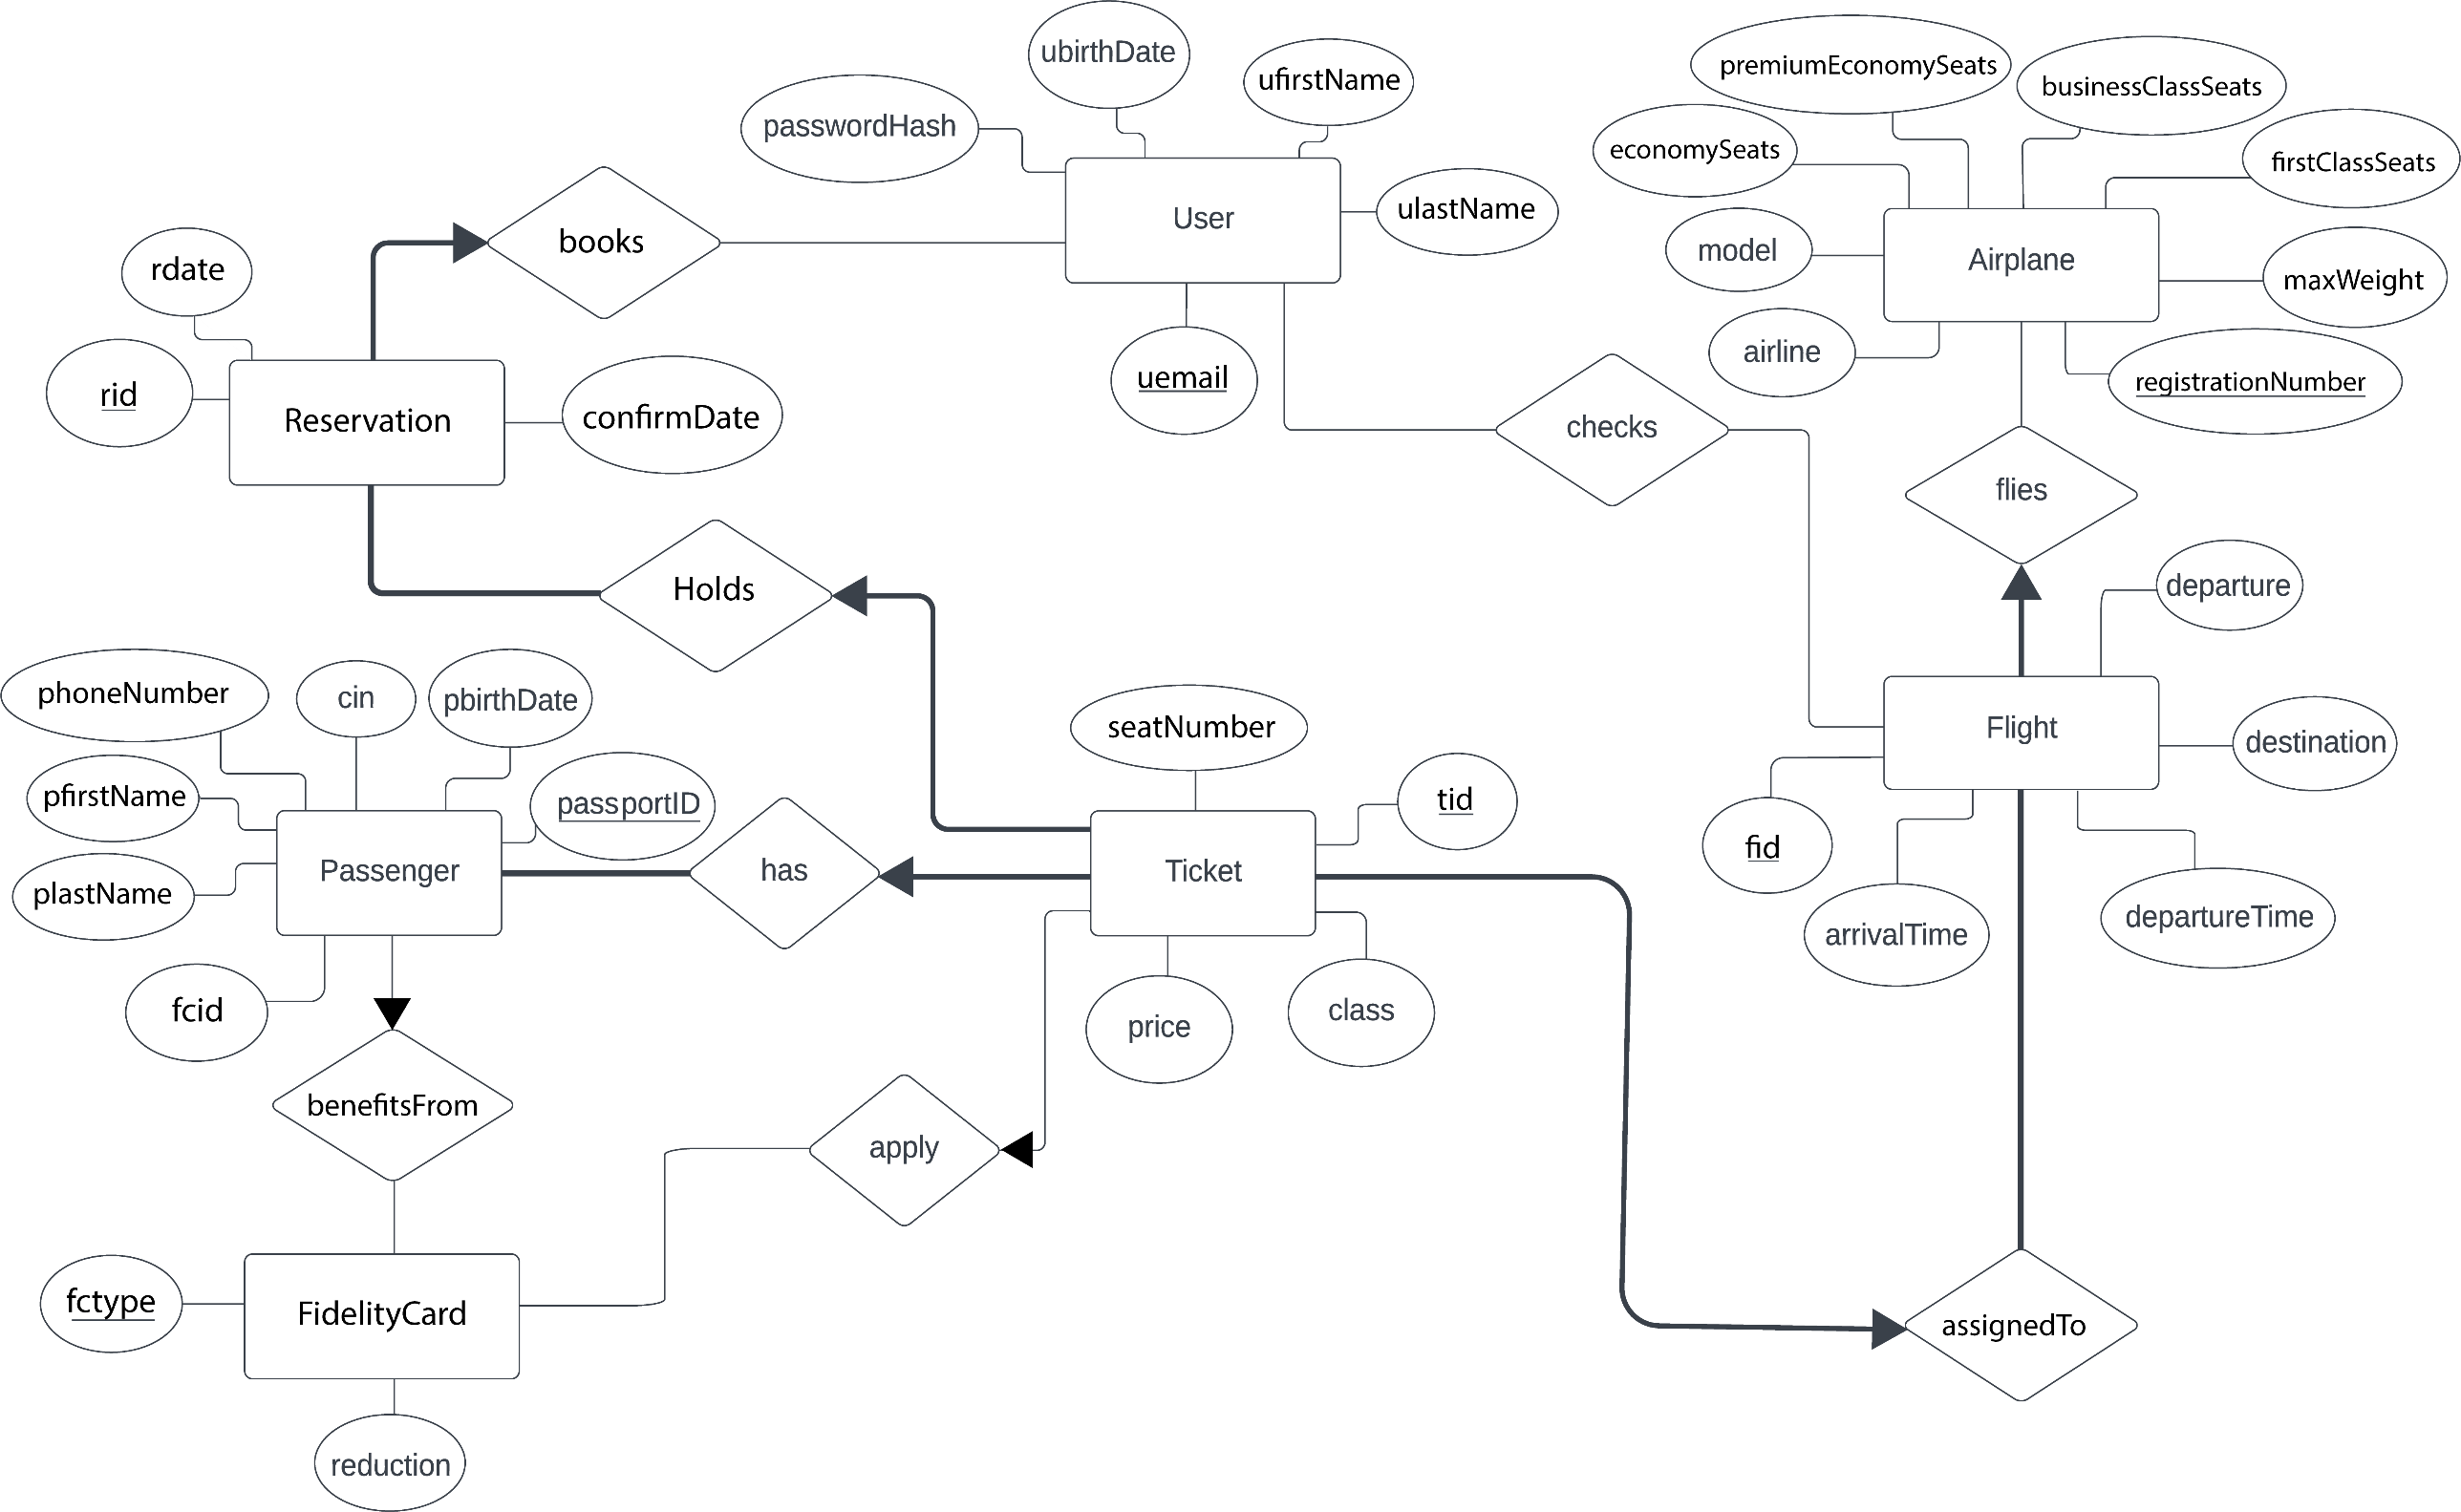 ubirthDate
ufirstName
premiumEconomySeats
businessClassSeats
passwordHash
economySeats
firstClassSeats
User
ulastName
books
model
Airplane
maxWeight
rdate
airline
registrationNumber
rid
uemail
Reservation
confirmDate
checks
flies
Holds
departure
phoneNumber
cin
pbirthDate
seatNumber
Flight
destination
pfirstName
passportID
tid
fid
Passenger
has
Ticket
plastName
arrivalTime
departureTime
fcid
price
class
benefitsFrom
apply
fctype
FidelityCard
assignedTo
reduction